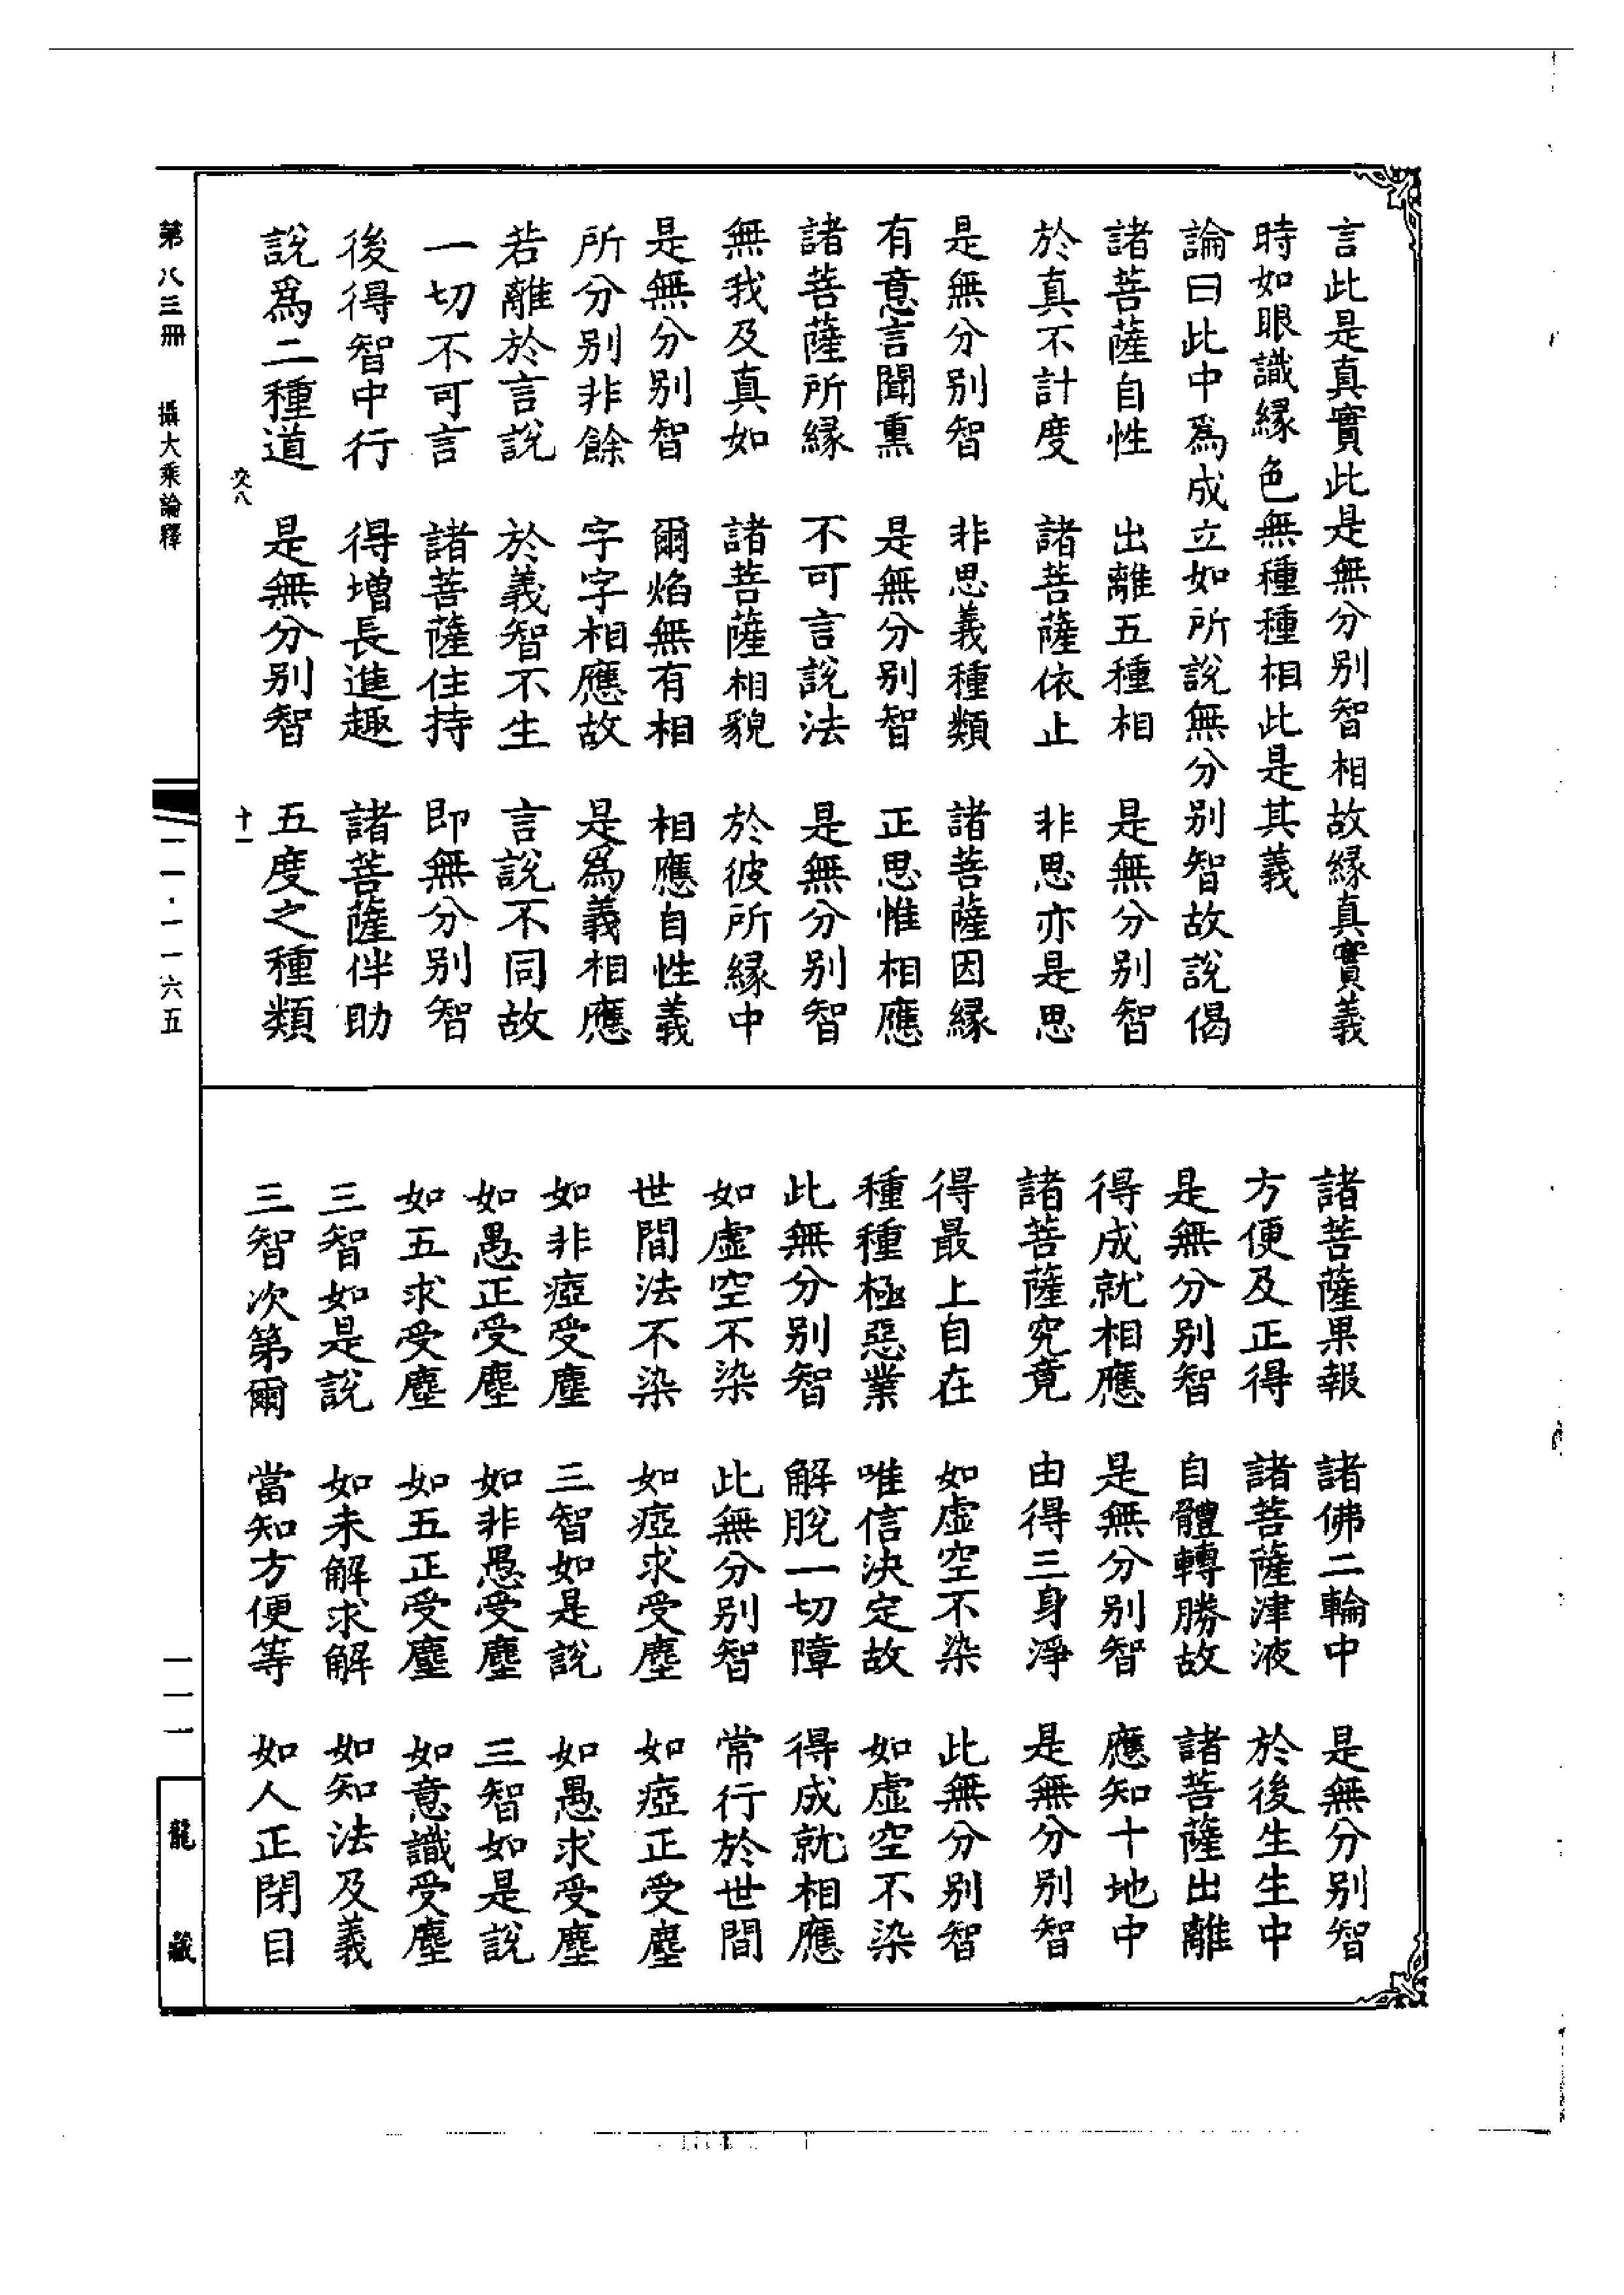 言此是真實此是無分別智相故緣真實義
時如眼識緣色無種種相此是其義
論曰此中爲成立如所說無分別智故說偈
諸菩薩自性　出離五種相　是無分別智
於真不計度　諸菩薩依止　非思亦是思
是無分別智　非思義種類　諸菩薩因緣
有意言聞熏　是無分別智　正思惟相應
諸菩薩所緣　不可言說法　是無分別智
無我及真如　諸菩薩相貌　於彼所緣中
是無分別智　爾焰無有相　相應自性義
所分別非餘　字字相應故　是爲義相應
若離於言說　於義智不生　言說不同故
一切不可言　諸菩薩住持　即無分別智
後得智中行　得增長進趣　諸菩薩伴助
說爲二種道　是無分別智　五度之種類
交八　十一
諸菩薩果報　諸佛二輪中　是無分別智
方便及正得　諸菩薩津液　於後生生中
是無分別智　自體轉勝故　諸菩薩出離
得成就相應　是無分別智　應知十地中
諸菩薩究竟　由得三身淨　是無分別智
得最上自在　如虛空不染　此無分別智
種種極惡業　唯信決定故　如虛空不染
此無分別智　解脫一切障　得成就相應
如虛空不染　此無分別智　常行於世間
世間法不染　如瘂求受塵　如瘂正受塵
如非瘂受塵　三智如是說　如愚求受塵
如愚正受塵　如非愚受塵　三智如是說
如五求受塵　如五正受塵　如意識受塵
三智如是說　如未解求解　如知法及義
三智次第爾　當知方便等　如人正閉目
第八三冊　攝大乘論釋
一一·一一六五
一一一
龍藏